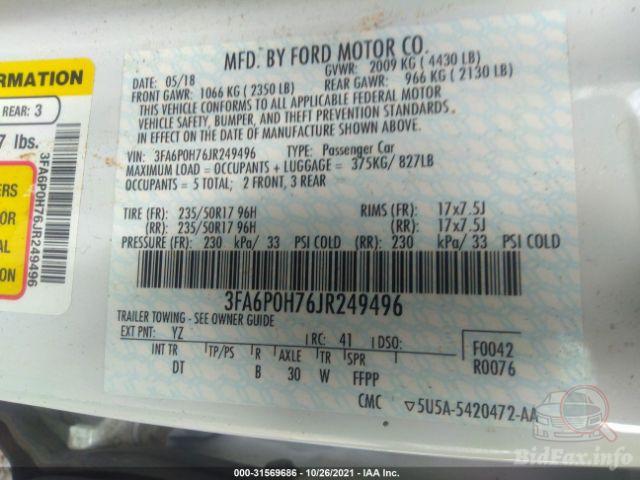 ORMATION
REAR: 3
7 lbs.
3FA6P0H76JR249496
ERS
OR
AL
ON
MFD. BY FORD MOTOR CO.
DATE: 05/18 GVWR: 2009 KG ( 4430 LB)
FRONT GAWR: 1066 KG ( 2350 LB) REAR GAWR: 966 KG ( 2130 LB)
THIS VEHICLE CONFORMS TO ALL APPLICABLE FEDERAL MOTOR
VEHICLE SAFETY, BUMPER, AND THEFT PREVENTION STANDARDS
IN EFFECT ON THE DATE OF MANUFACTURE SHOWN ABOVE.
VIN: 3FA6P0H76JR249496 TYPE: Passenger Car
MAXIMUM LOAD = OCCUPANTS + LUGGAGE = 375KG/ 827LB
OCCUPANTS = 5 TOTAL; 2 FRONT, 3 REAR
TIRE (FR): 235/50R17 96H RIMS (FR): 17x7.5J
(RR): 235/50R17 96H (RR): 17x7.5J
PRESSURE (FR): 230 kPa/ 33 PSI COLD (RR): 230 kPa/ 33 PSI COLD
3FA6P0H76JR249496
TRAILER TOWING - SEE OWNER GUIDE
EXT PNT: YZ RC: 41 DSO: F0042
INT TR TP/PS R AXLE TR SPR R0076
DT B 30 W FFPP
CMC ▽5U5A-5420472-AA
BidFax.info
000-31569686 - 10/26/2021 - IAA Inc.